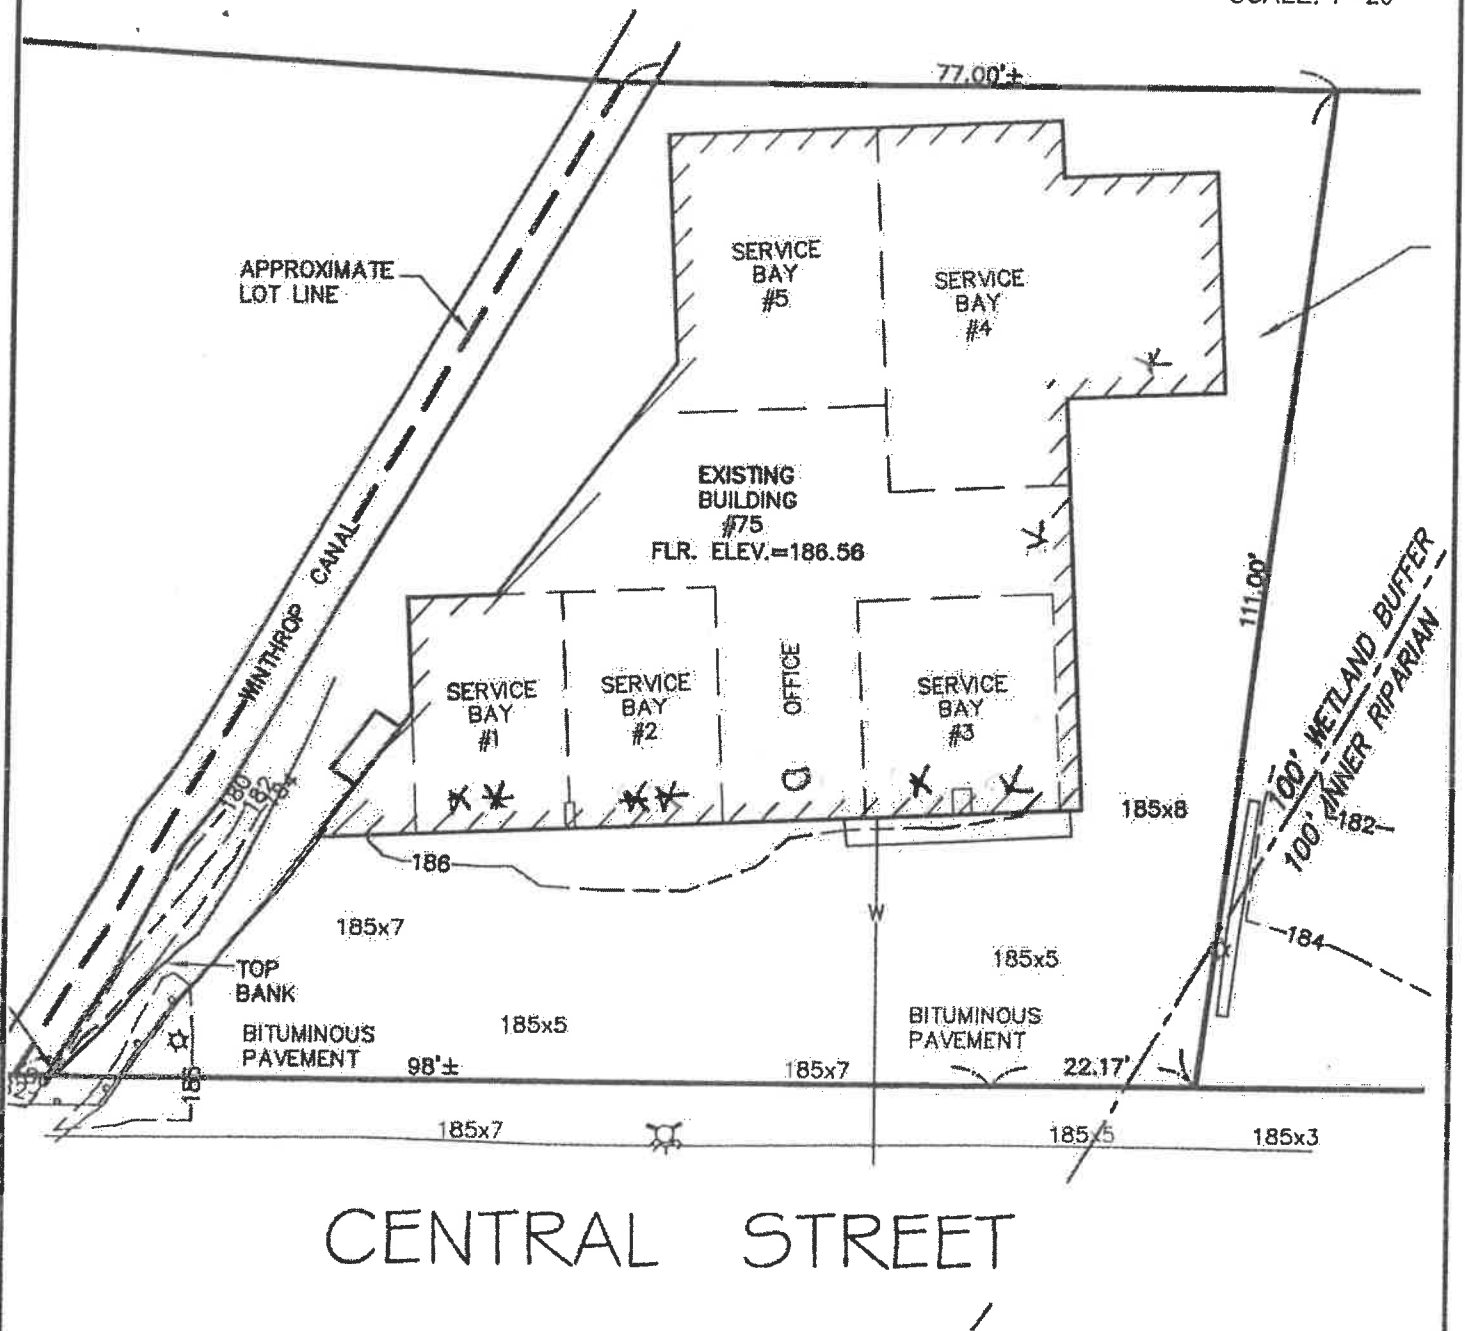 77.00'±
APPROXIMATE
LOT LINE
SERVICE
BAY
#5
SERVICE
BAY
#4
EXISTING
BUILDING
#75
FLR. ELEV.=186.56
WINTHROP CANAL
111.00'
100' WETLAND BUFFER
100' INNER RIPARIAN
SERVICE
BAY
#1
SERVICE
BAY
#2
OFFICE
SERVICE
BAY
#3
180
182
184
185x8
182
186
185x7
W
184
185x5
TOP
BANK
185x5
BITUMINOUS
PAVEMENT
BITUMINOUS
PAVEMENT
98'±
185x7
22.17'
185x7
185x5
185x3
CENTRAL STREET